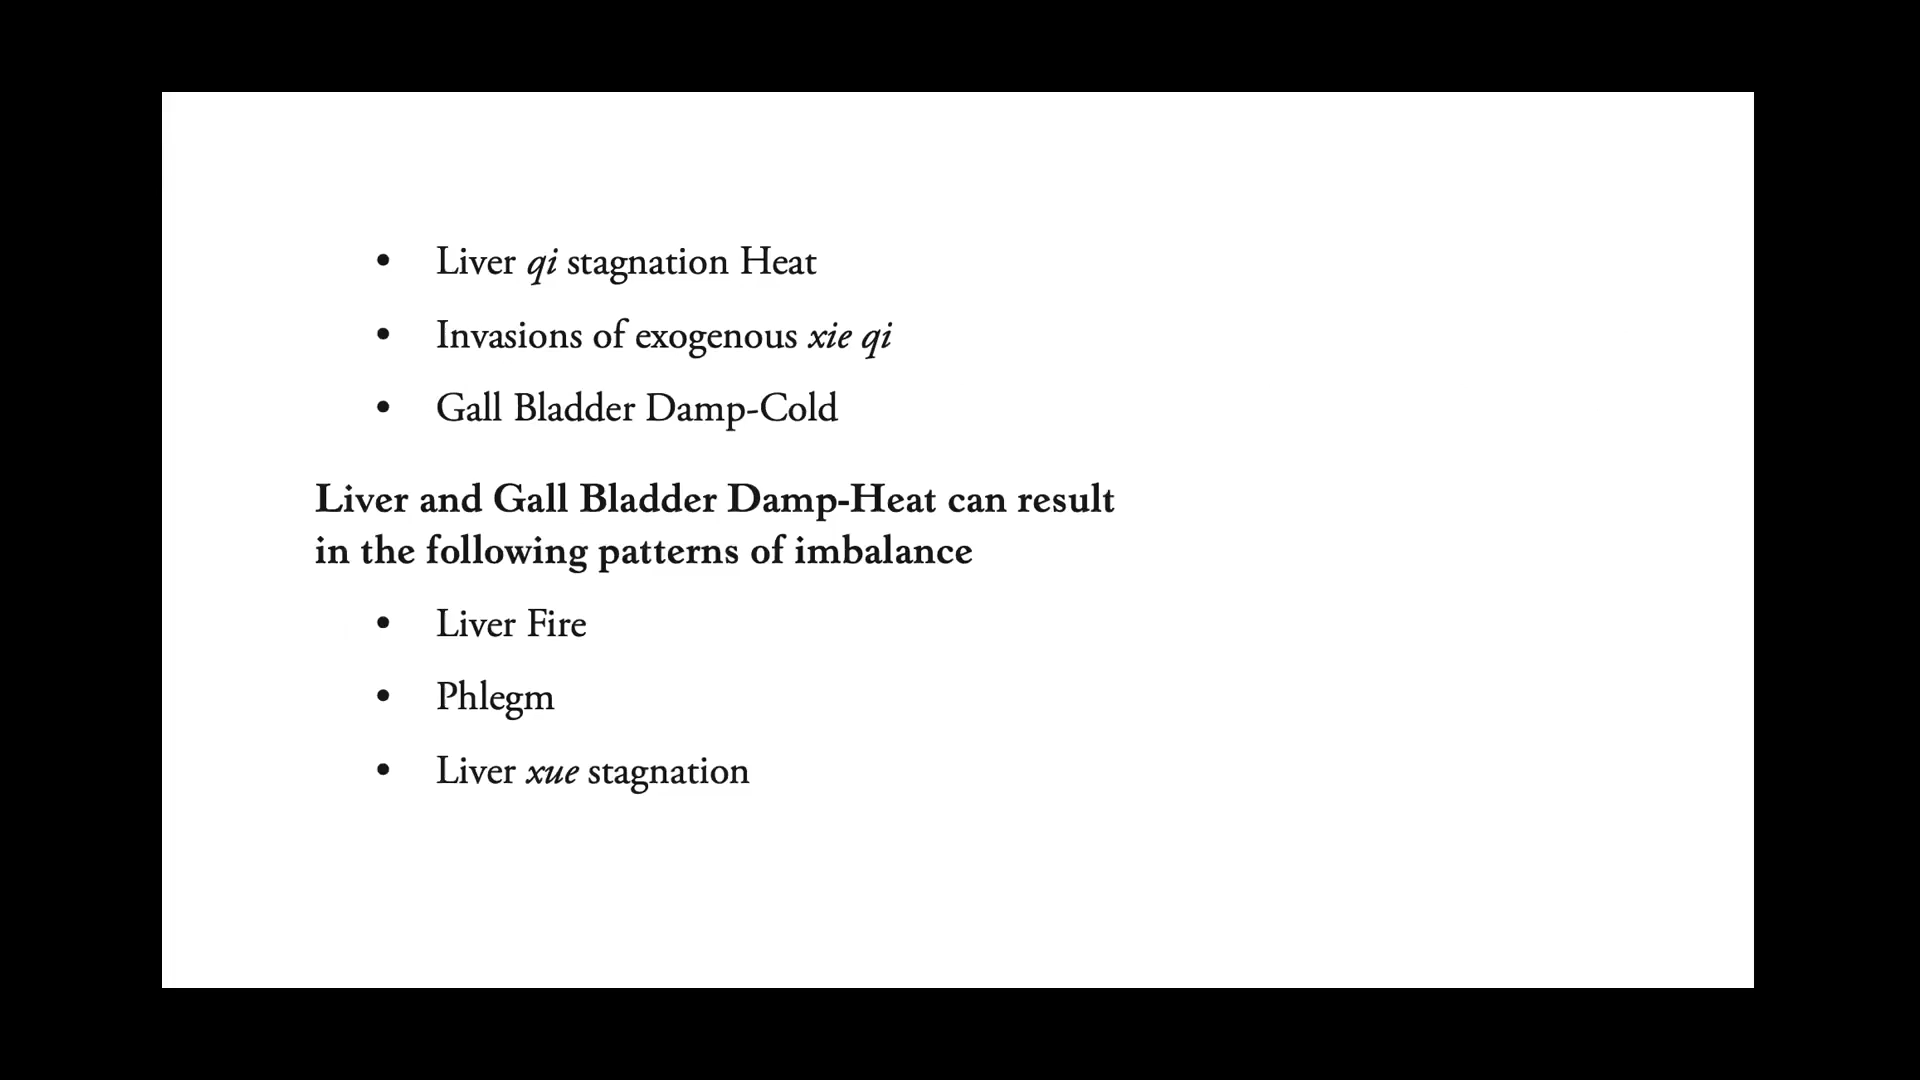 • Liver qi stagnation Heat
• Invasions of exogenous xie qi
• Gall Bladder Damp-Cold
Liver and Gall Bladder Damp-Heat can result
in the following patterns of imbalance
• Liver Fire
• Phlegm
• Liver xue stagnation